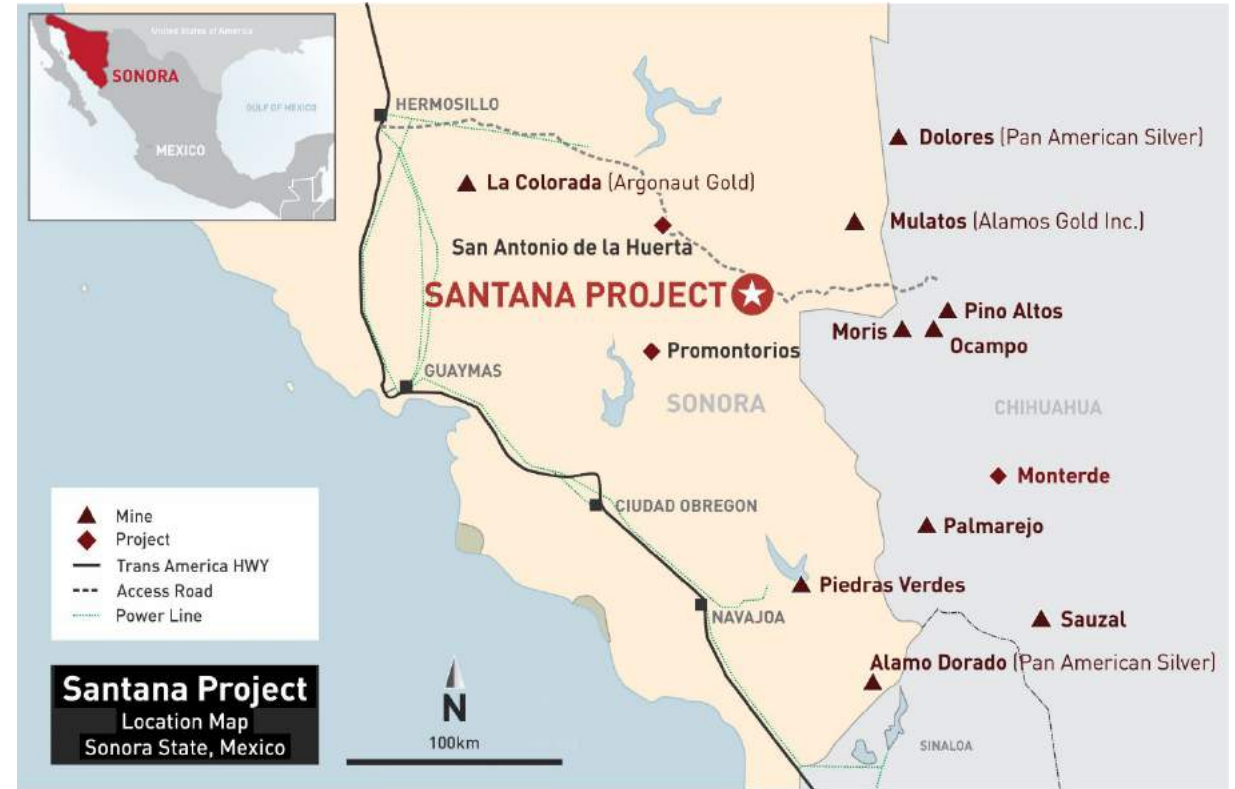 United States of America
SONORA
GULF OF MEXICO
MEXICO
HERMOSILLO
Dolores (Pan American Silver)
La Colorada (Argonaut Gold)
Mulatos (Alamos Gold Inc.)
San Antonio de la Huerta
SANTANA PROJECT
Pino Altos
Moris
Ocampo
Promontorios
GUAYMAS
SONORA
CHIHUAHUA
Monterde
CIUDAD OBREGON
Palmarejo
Mine
Project
Trans America HWY
Access Road
Power Line
Piedras Verdes
NAVAJOA
Sauzal
Alamo Dorado (Pan American Silver)
Santana Project
Location Map
Sonora State, Mexico
N
100km
SINALOA